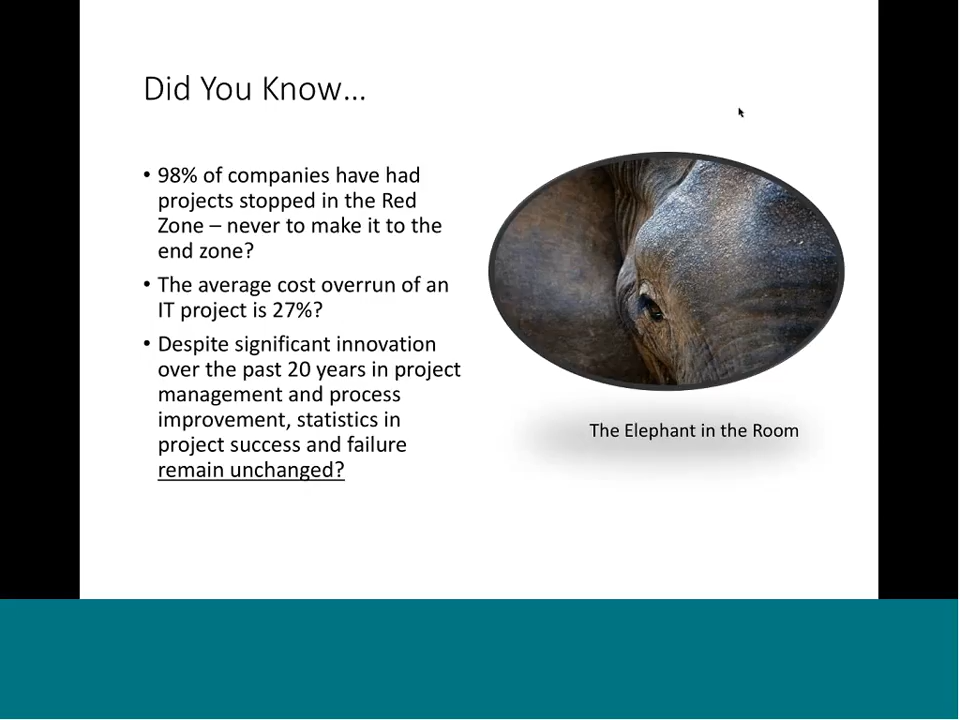 Did You Know...
• 98% of companies have had
projects stopped in the Red
Zone – never to make it to the
end zone?
• The average cost overrun of an
IT project is 27%?
• Despite significant innovation
over the past 20 years in project
management and process
improvement, statistics in
project success and failure
remain unchanged?
The Elephant in the Room